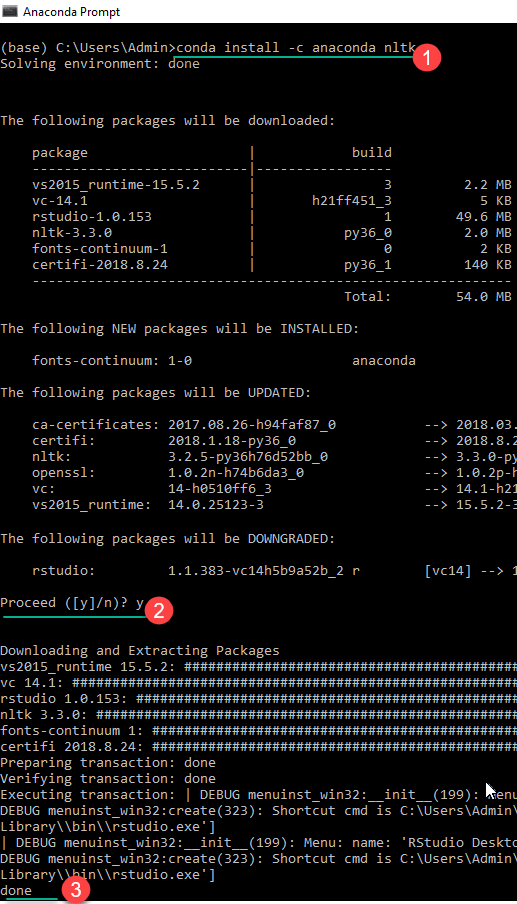 Anaconda Prompt
(base) C:\Users\Admin>conda install -c anaconda nltk 1
Solving environment: done
The following packages will be downloaded:
package | build
---------------------------|-----------------
vs2015_runtime-15.5.2 | 3 2.2 MB
vc-14.1 | h21ff451_3 5 KB
rstudio-1.0.153 | 1 49.6 MB
nltk-3.3.0 | py36_0 2.0 MB
fonts-continuum-1 | 0 2 KB
certifi-2018.8.24 | py36_1 140 KB
------------------------------------------------------------
Total: 54.0 MB
The following NEW packages will be INSTALLED:
fonts-continuum: 1-0 anaconda
The following packages will be UPDATED:
ca-certificates: 2017.08.26-h94faf87_0 --> 2018.03.
certifi: 2018.1.18-py36_0 --> 2018.8.2
nltk: 3.2.5-py36h76d52bb_0 --> 3.3.0-py
openssl: 1.0.2n-h74b6da3_0 --> 1.0.2p-h
vc: 14-h0510ff6_3 --> 14.1-h21
vs2015_runtime: 14.0.25123-3 --> 15.5.2-3
The following packages will be DOWNGRADED:
rstudio: 1.1.383-vc14h5b9a52b_2 r [vc14] --> 1
Proceed ([y]/n)? y 2
Downloading and Extracting Packages
vs2015_runtime 15.5.2: ##########################################
vc 14.1: ########################################################
rstudio 1.0.153: ################################################
nltk 3.3.0: #####################################################
fonts-continuum 1: ##############################################
certifi 2018.8.24: ##############################################
Preparing transaction: done
Verifying transaction: done
Executing transaction: | DEBUG menuinst_win32:__init__(199): Menu
DEBUG menuinst_win32:create(323): Shortcut cmd is C:\Users\Admin\
Library\\bin\\rstudio.exe']
| DEBUG menuinst_win32:__init__(199): Menu: name: 'RStudio Deskto
DEBUG menuinst_win32:create(323): Shortcut cmd is C:\Users\Admin\
Library\\bin\\rstudio.exe']
done 3